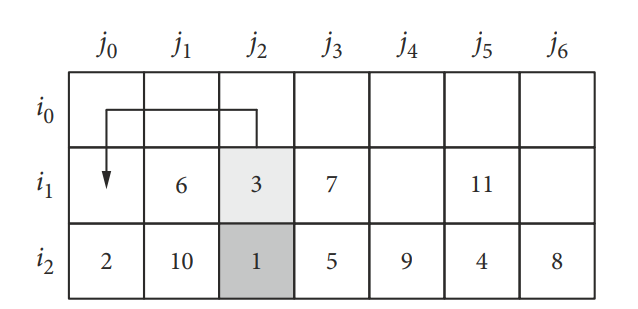 j₀ j₁ j₂ j₃ j₄ j₅ j₆
i₀
i₁ 6 3 7 11
i₂ 2 10 1 5 9 4 8